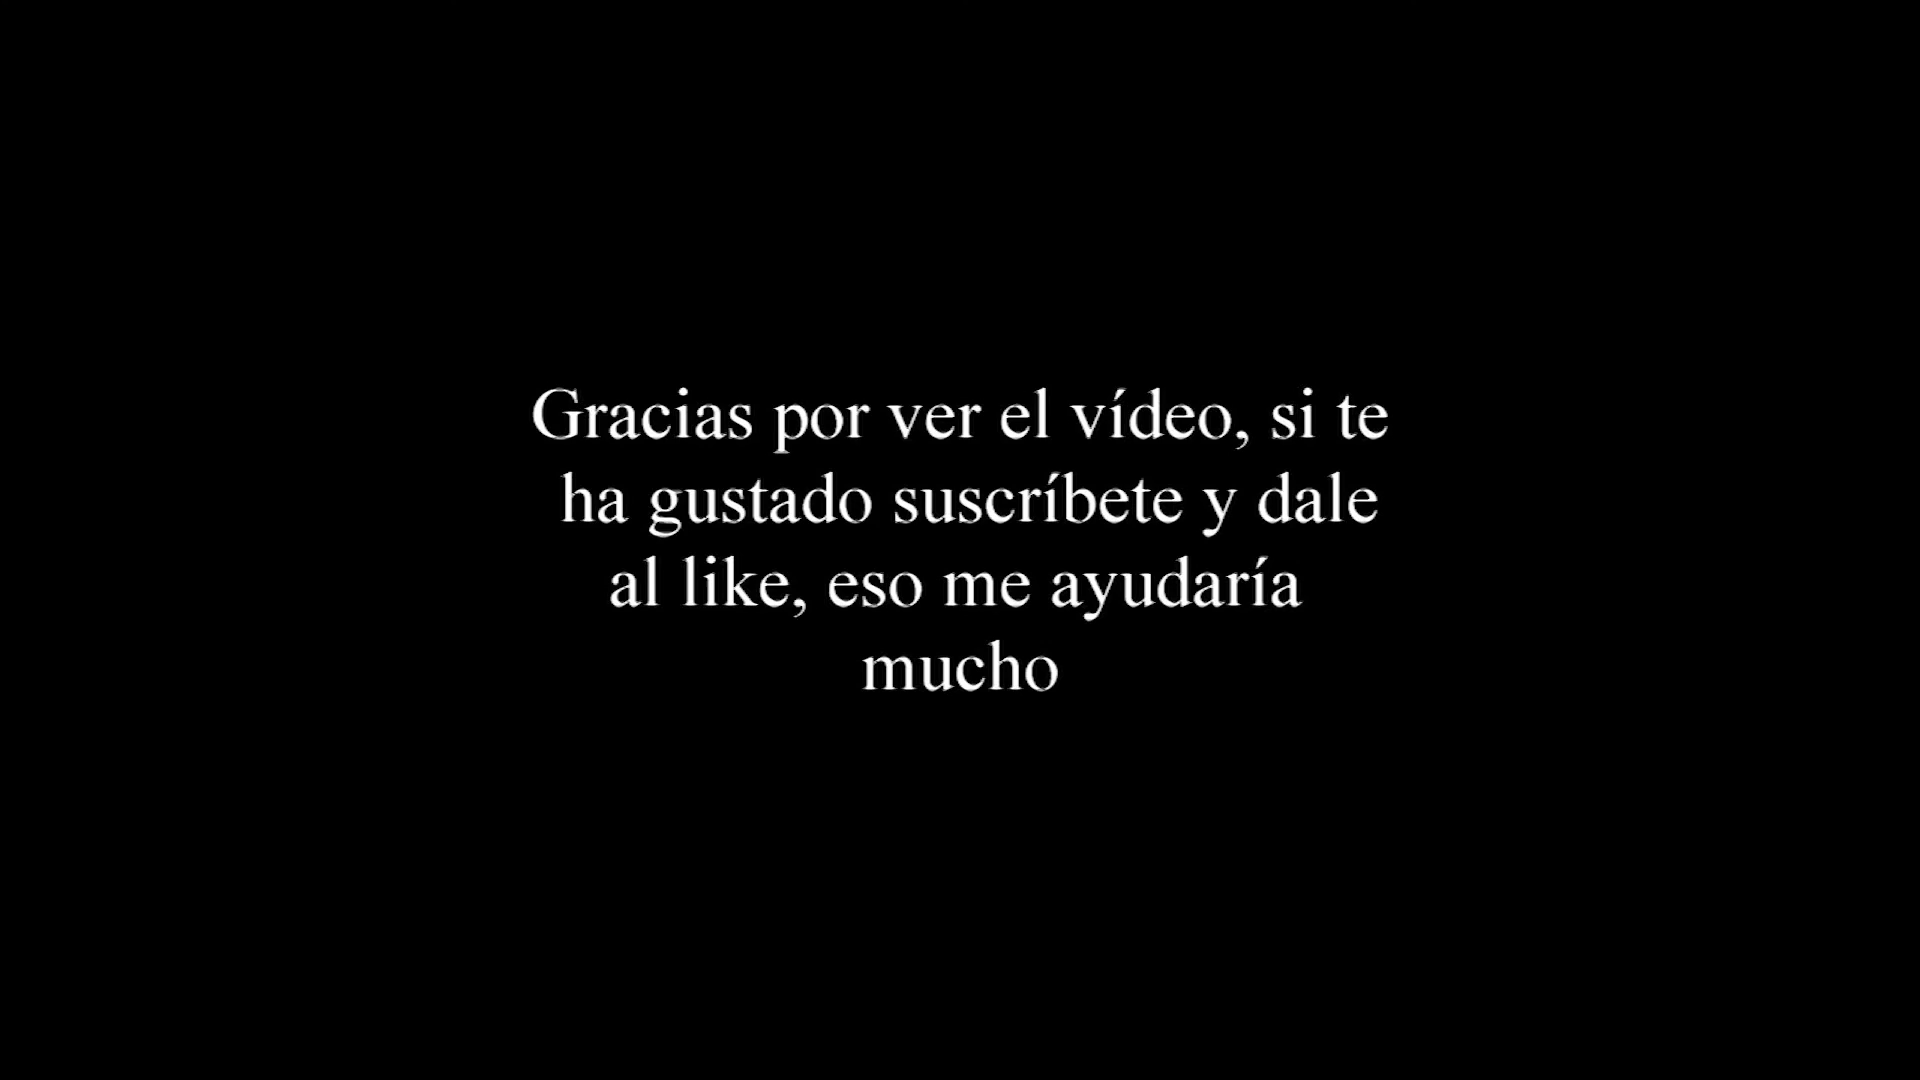 Gracias por ver el vídeo, si te
ha gustado suscríbete y dale
al like, eso me ayudaría
mucho